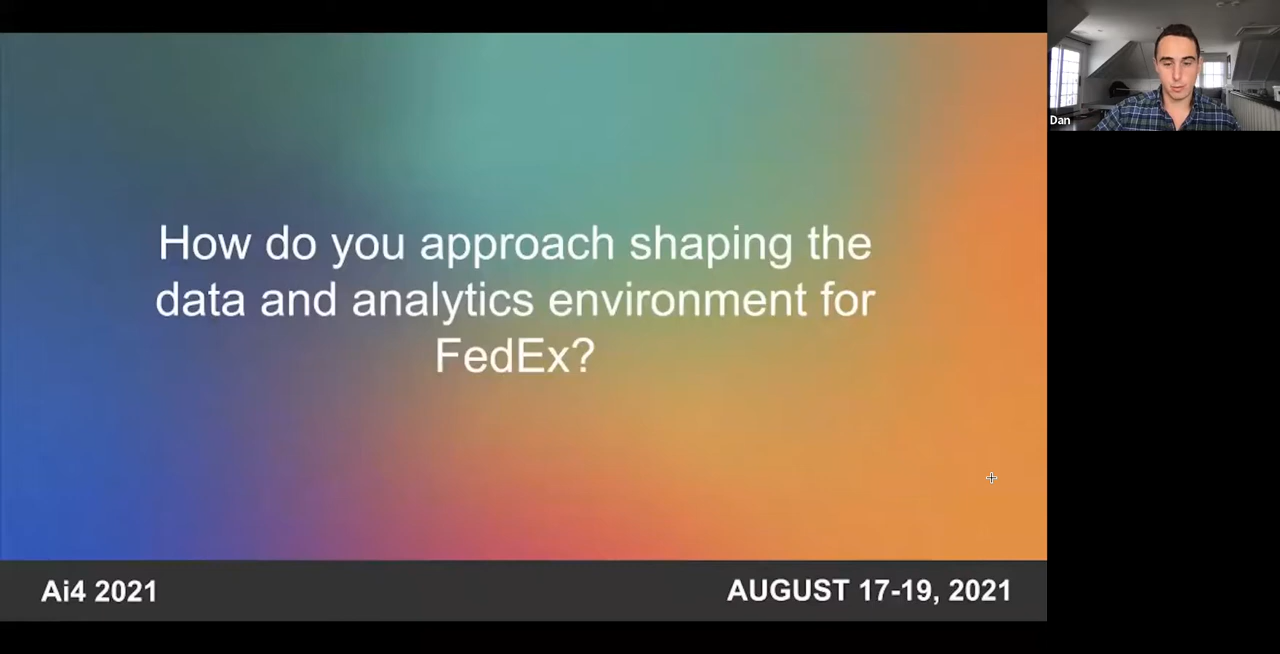 How do you approach shaping the
data and analytics environment for
FedEx?
Ai4 2021
AUGUST 17-19, 2021
Dan